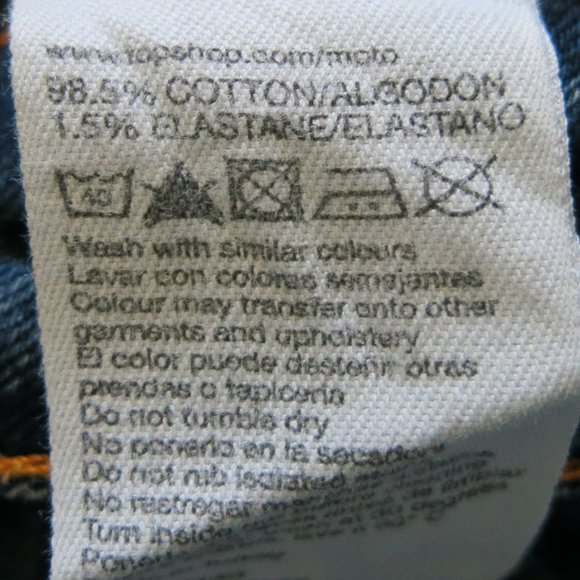 www.topshop.com/moto
98.5% COTTON/ALGODON
1.5% ELASTANE/ELASTANO
40
Wash with similar colours
Lavar con colores semejantes
Colour may transfer onto other
garments and upholstery
El color puede desteñir otras
prendas o tapiceria
Do not tumble dry
No ponerlo en la secadora
Do not rub isolated
No restregar
Turn inside